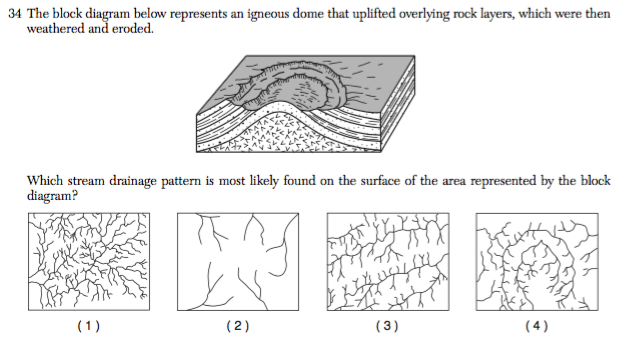 34 The block diagram below represents an igneous dome that uplifted overlying rock layers, which were then
weathered and eroded.
Which stream drainage pattern is most likely found on the surface of the area represented by the block
diagram?
(1) (2) (3) (4)